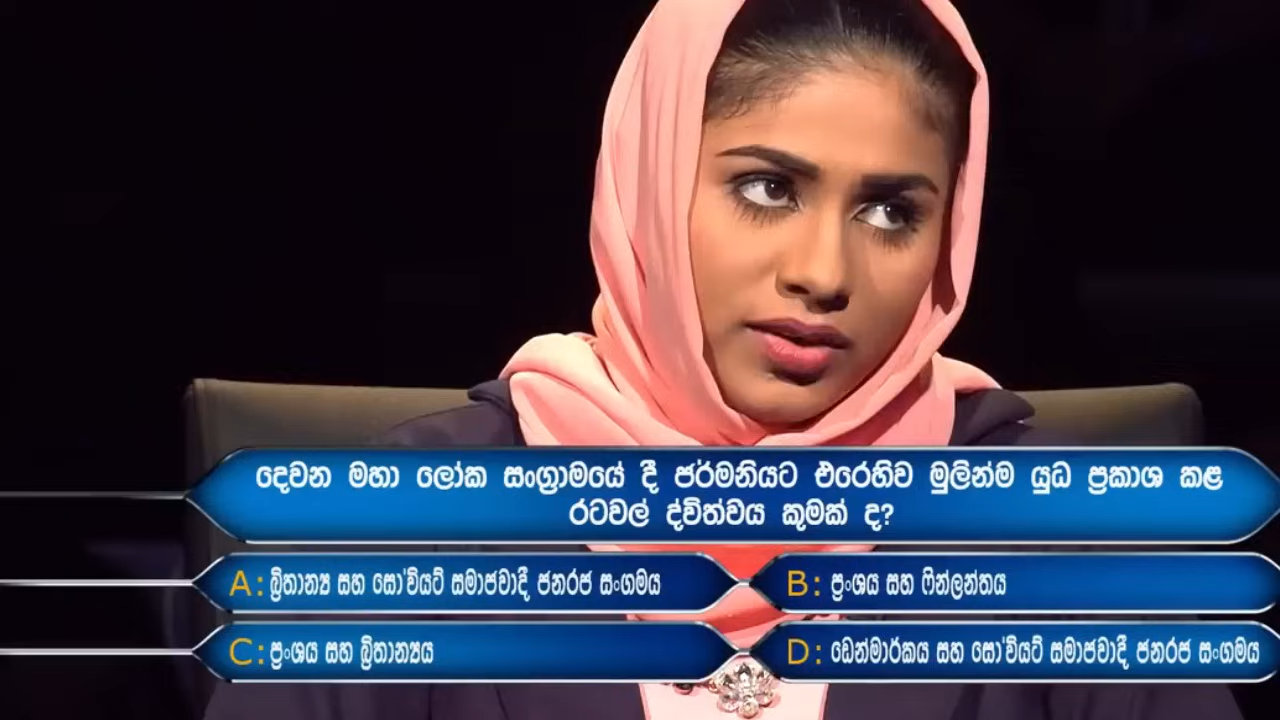 දෙවන මහා ලෝක සංග්‍රාමයේ දී ජර්මනියට එරෙහිව මුලින්ම යුධ ප්‍රකාශ කළ
රටවල් ද්විත්වය කුමක් ද?
A: බ්‍රිතාන්‍ය සහ සෝ'වියට් සමාජවාදී ජනරජ සංගමය
B: ප්‍රංශය සහ ෆින්ලන්තය
C: ප්‍රංශය සහ බ්‍රිතාන්‍යය
D: ඩෙන්මාර්කය සහ සෝ'වියට් සමාජවාදී ජනරජ සංගමය